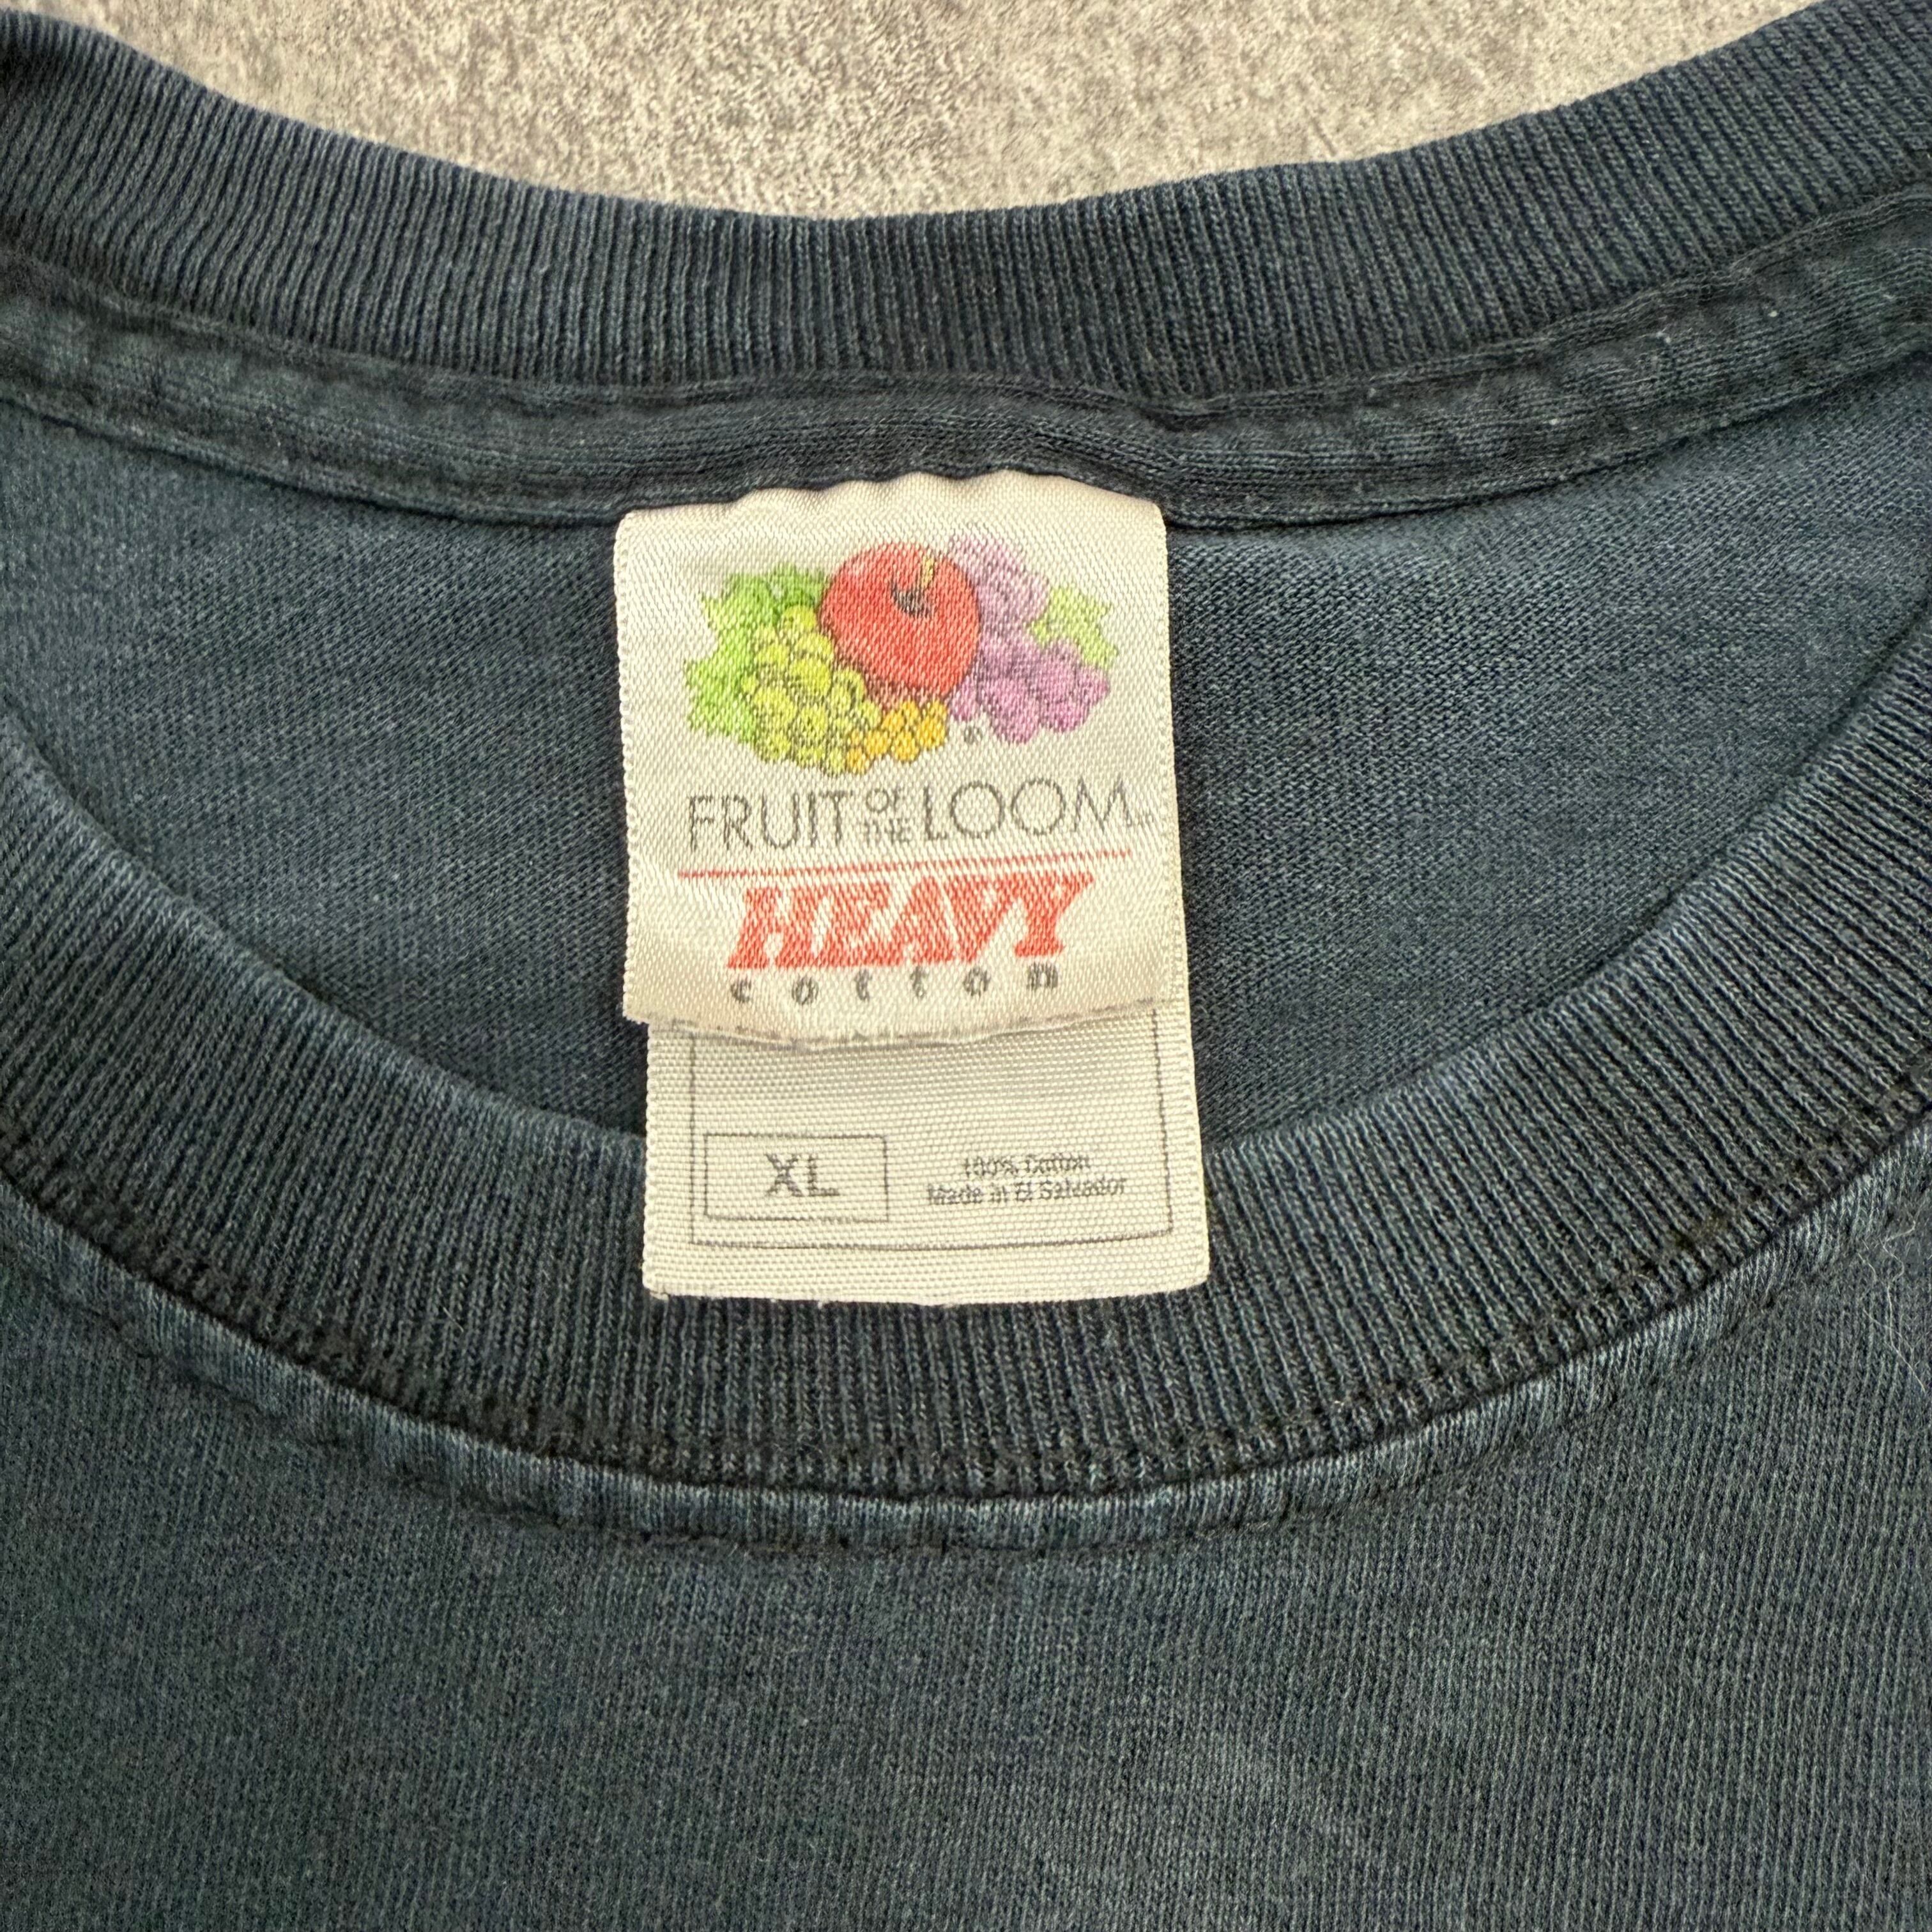 FRUIT OF THE LOOM
HEAVY
cotton
XL
100% Cotton
Made in El Salvador